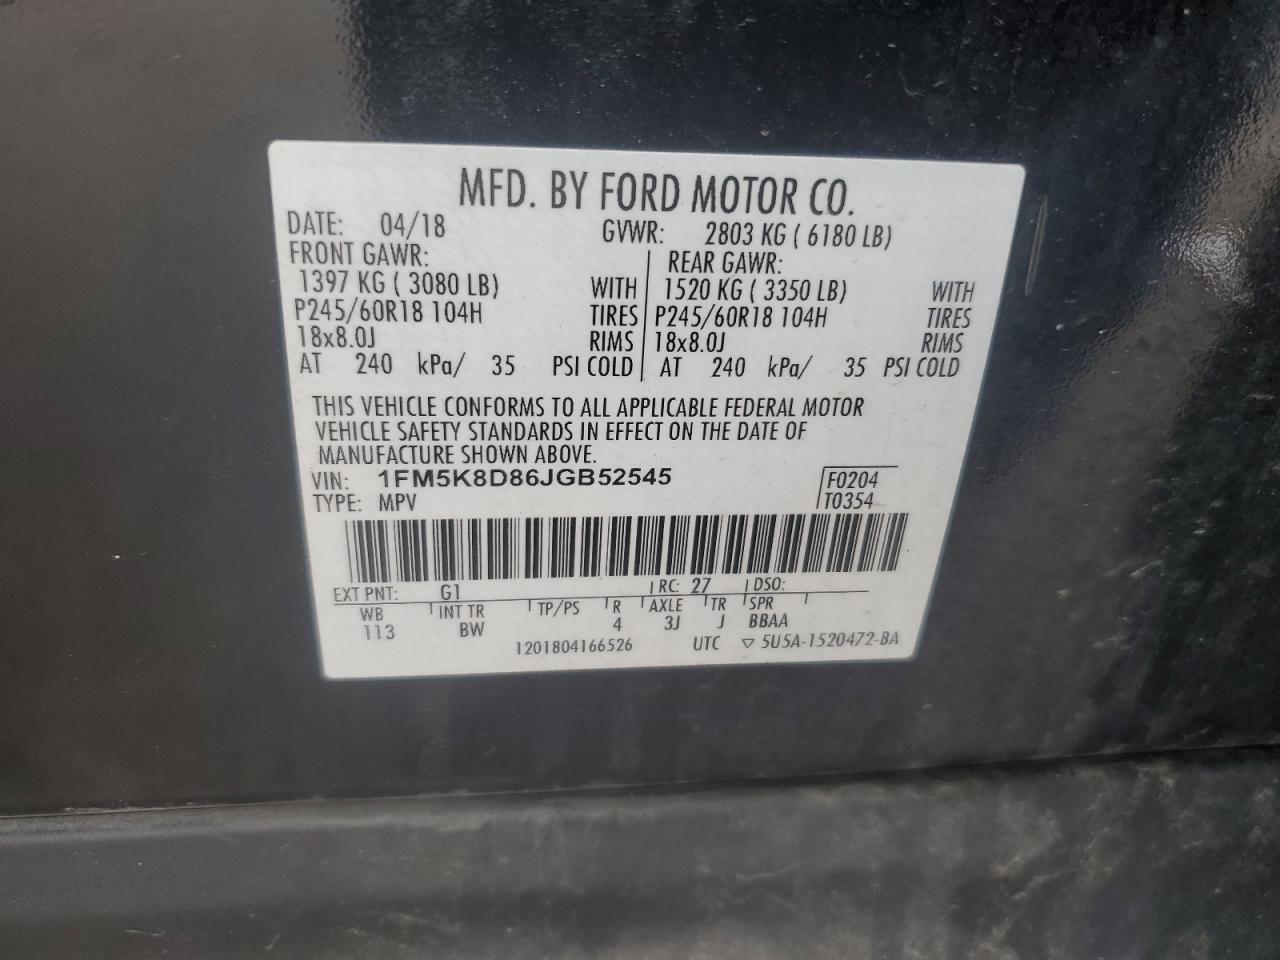 MFD. BY FORD MOTOR CO.
DATE: 04/18 GVWR: 2803 KG ( 6180 LB)
FRONT GAWR: REAR GAWR:
1397 KG ( 3080 LB) WITH 1520 KG ( 3350 LB) WITH
P245/60R18 104H TIRES P245/60R18 104H TIRES
18x8.0J RIMS 18x8.0J RIMS
AT 240 kPa/ 35 PSI COLD AT 240 kPa/ 35 PSI COLD
THIS VEHICLE CONFORMS TO ALL APPLICABLE FEDERAL MOTOR
VEHICLE SAFETY STANDARDS IN EFFECT ON THE DATE OF
MANUFACTURE SHOWN ABOVE.
VIN: 1FM5K8D86JGB52545 F0204
TYPE: MPV T0354
EXT PNT: G1 RC: 27 DSO:
WB INT TR TP/PS R AXLE TR SPR
113 BW 4 3J J BBAA
1201804166526 UTC ▽ 5U5A-1520472-BA